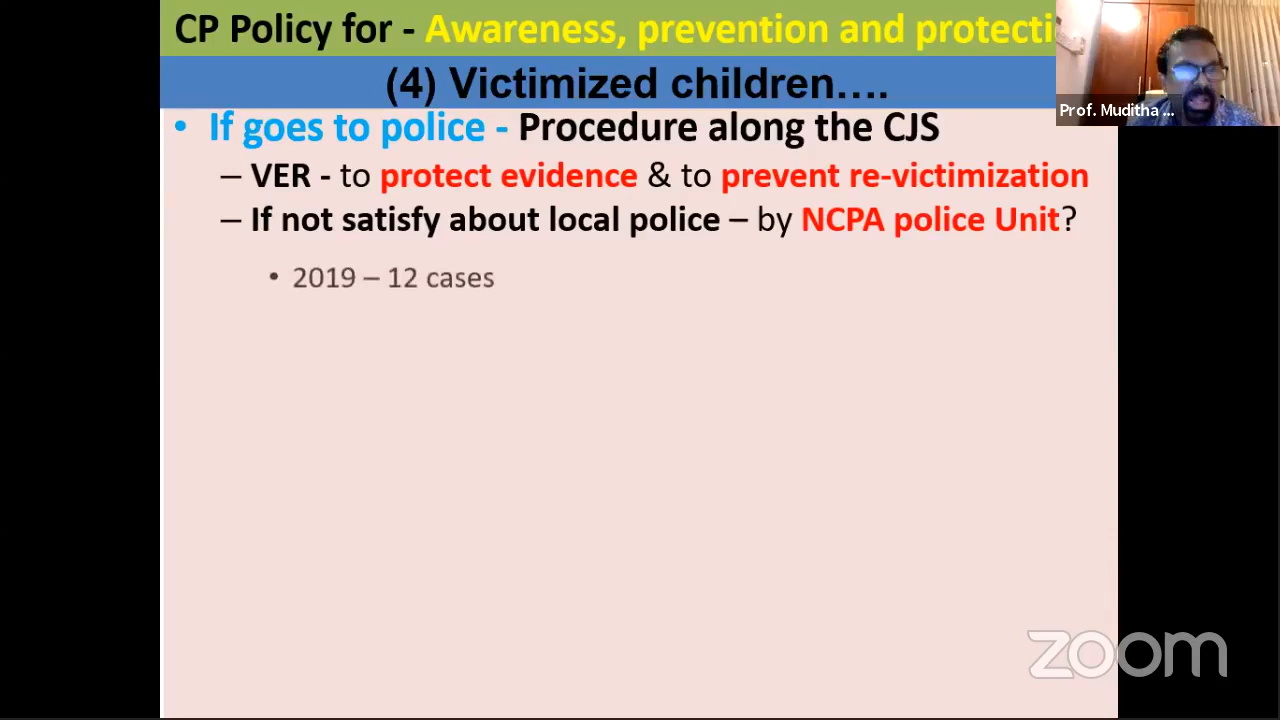 CP Policy for - Awareness, prevention and protecti
(4) Victimized children….
Prof. Muditha ...
• If goes to police - Procedure along the CJS
– VER - to protect evidence & to prevent re-victimization
– If not satisfy about local police – by NCPA police Unit?
• 2019 – 12 cases
zoom